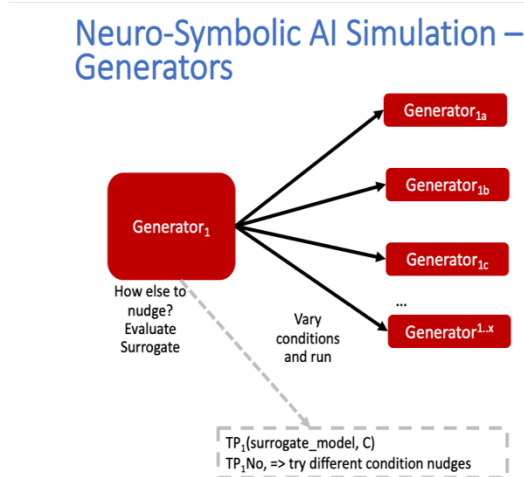 Neuro-Symbolic AI Simulation –
Generators
Generator1a
Generator1b
Generator1
Generator1c
How else to
nudge?
Evaluate
Surrogate
Vary
conditions
and run
...
Generator1..x
TP1(surrogate_model, C)
TP1No, => try different condition nudges